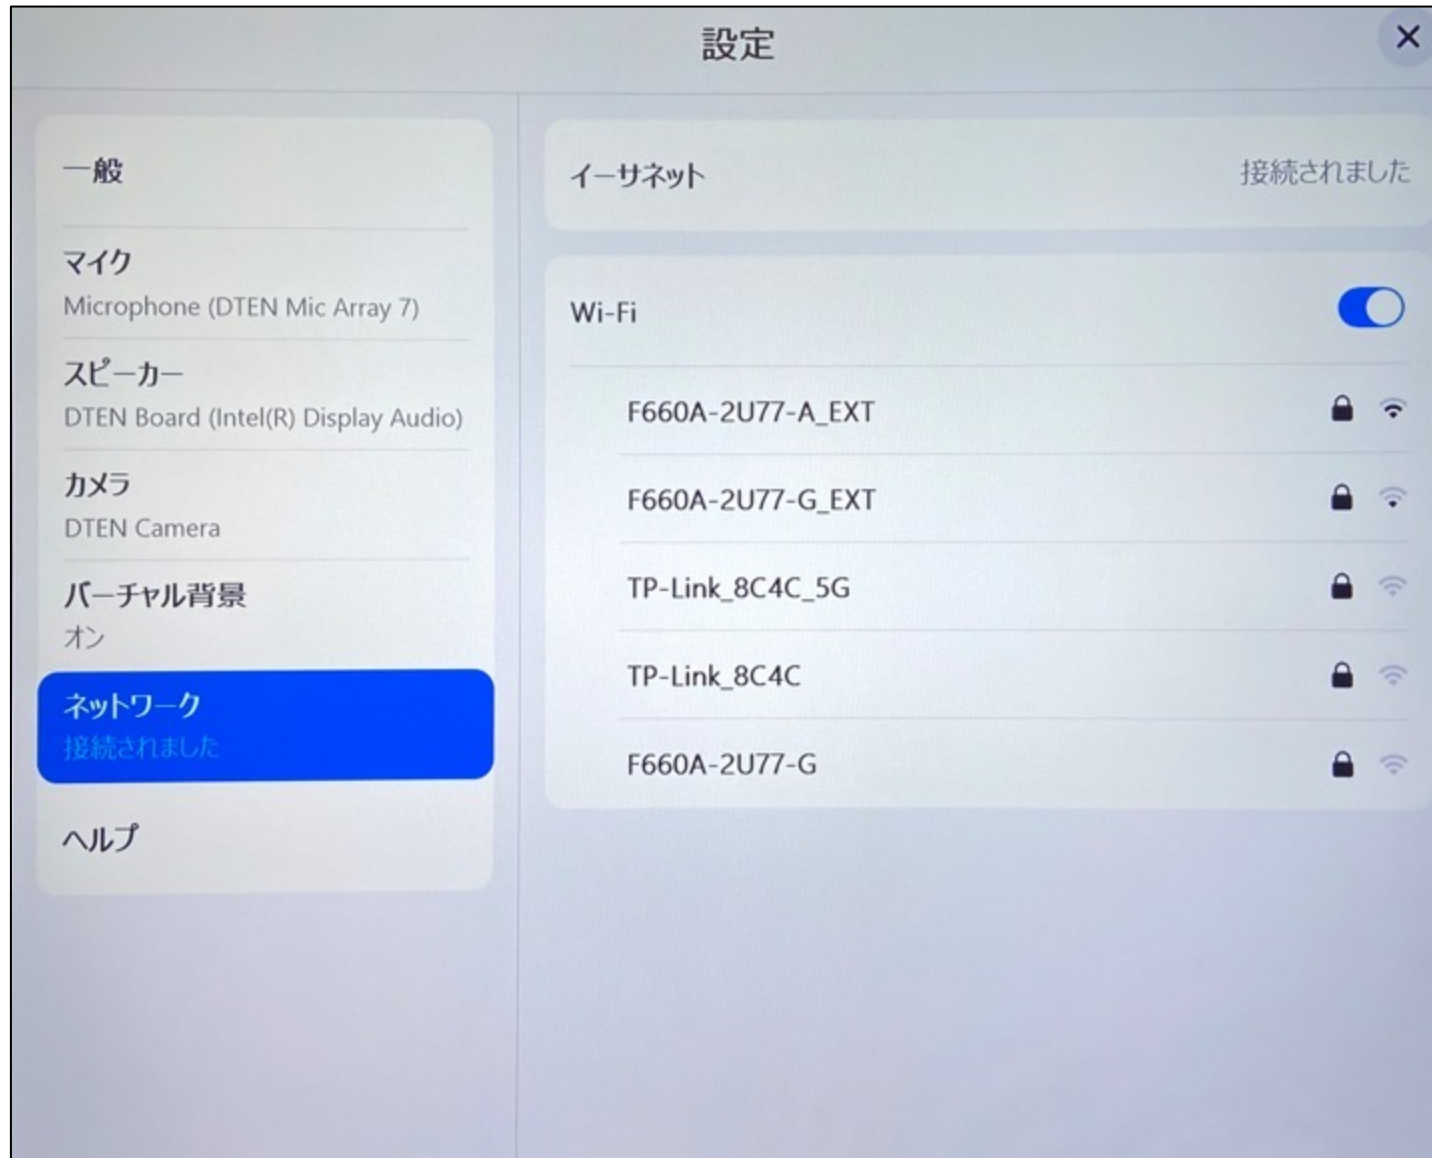 設定
一般
マイク
Microphone (DTEN Mic Array 7)
スピーカー
DTEN Board (Intel(R) Display Audio)
カメラ
DTEN Camera
バーチャル背景
オン
ネットワーク
接続されました
ヘルプ
イーサネット
接続されました
Wi-Fi
F660A-2U77-A_EXT
F660A-2U77-G_EXT
TP-Link_8C4C_5G
TP-Link_8C4C
F660A-2U77-G